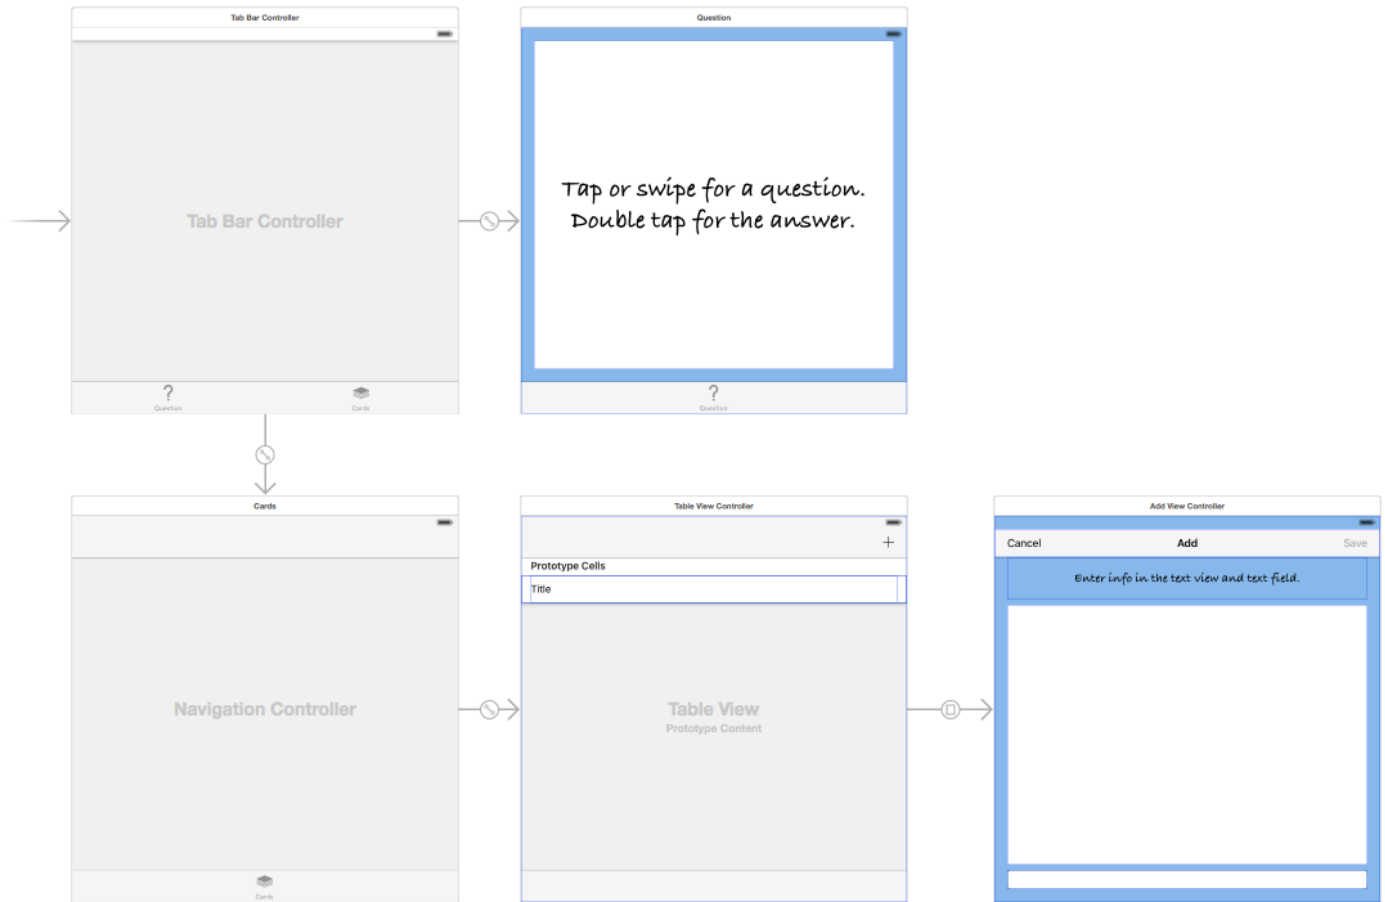 Tab Bar Controller
Question
Tap or swipe for a question.
Double tap for the answer.
Tab Bar Controller
?
Question
Cards
?
Question
Cards
Table View Controller
Add View Controller
+
Cancel
Add
Save
Prototype Cells
Enter info in the text view and text field.
Title
Navigation Controller
Table View
Prototype Content
Cards